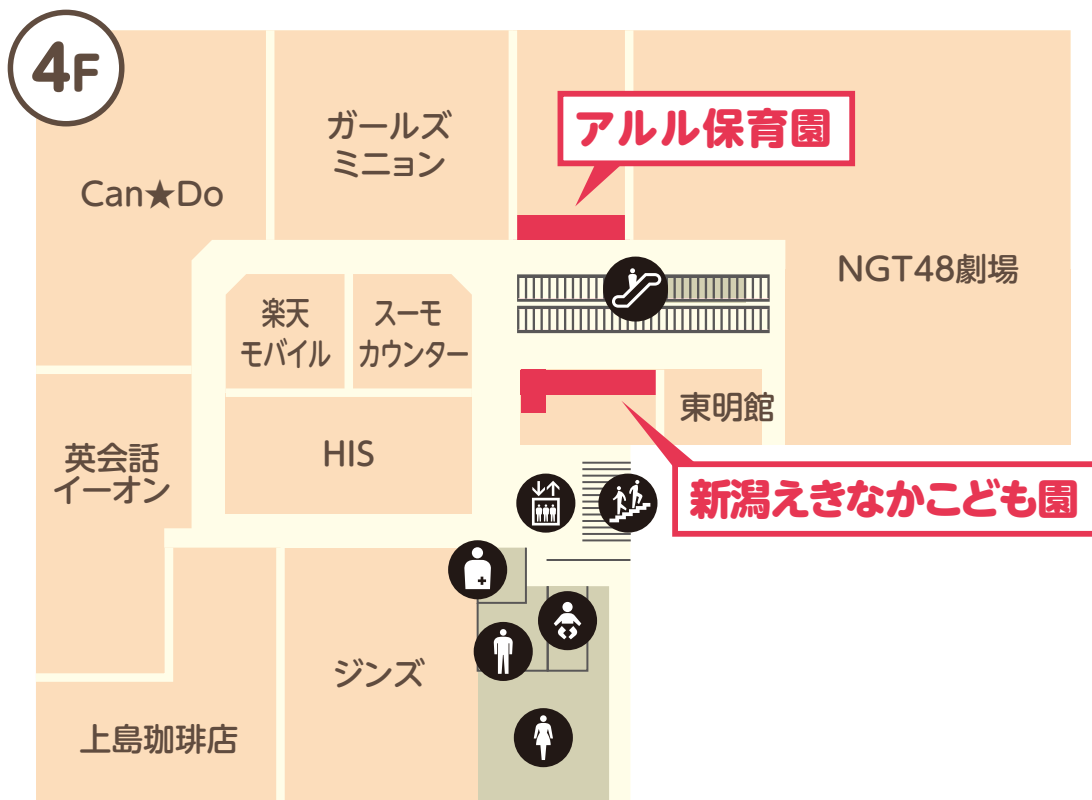 4F
ガールズ
ミニョン
アルル保育園
Can★Do
NGT48劇場
楽天
モバイル
スーモ
カウンター
東明館
英会話
イーオン
HIS
新潟えきなかこども園
ジンズ
上島珈琲店